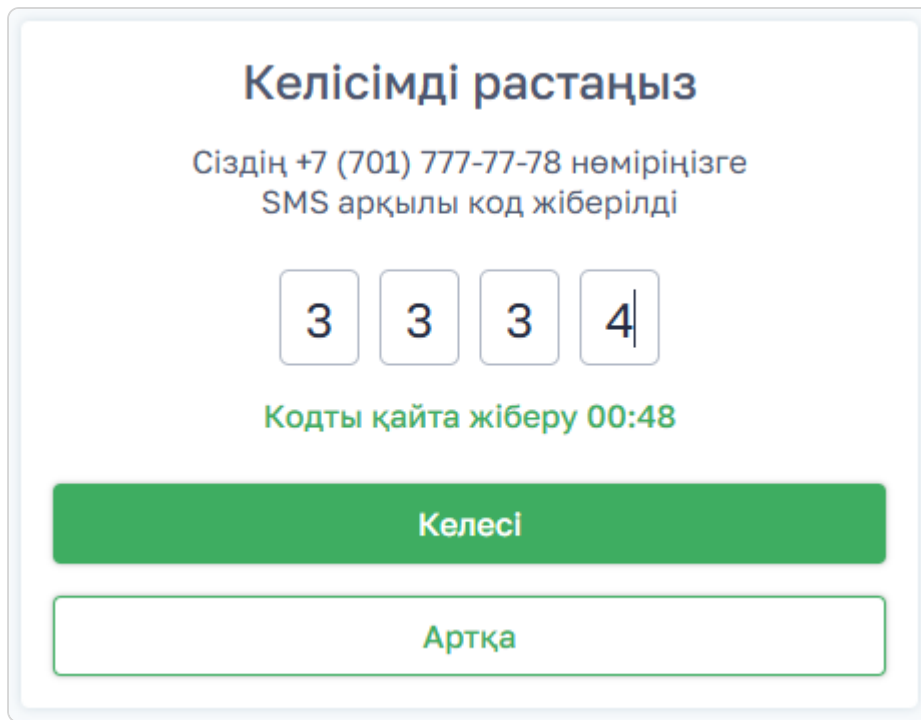 Келісімді растаңыз
Сіздің +7 (701) 777-77-78 нөміріңізге
SMS арқылы код жіберілді
3 3 3 4
Кодты қайта жіберу 00:48
Келесі
Артқа